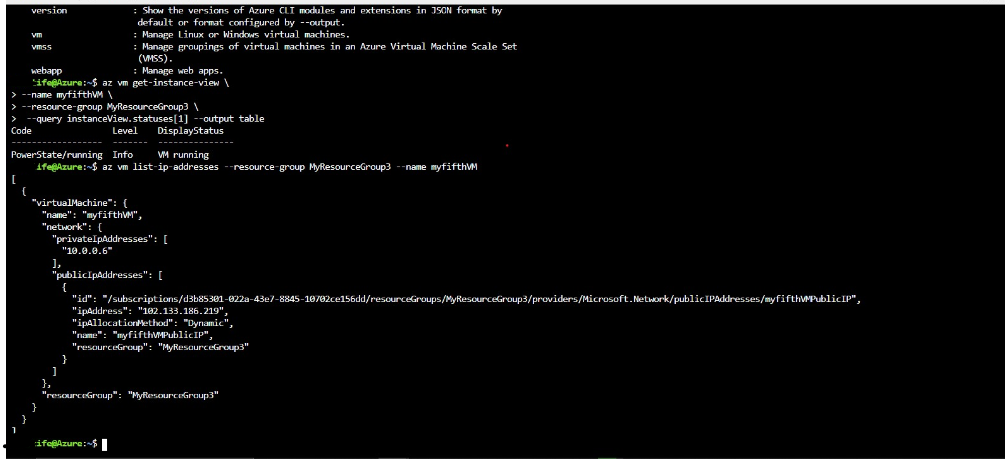 version : Show the versions of Azure CLI modules and extensions in JSON format by
default or format configured by --output.
vm : Manage Linux or Windows virtual machines.
vmss : Manage groupings of virtual machines in an Azure Virtual Machine Scale Set
(VMSS).
webapp : Manage web apps.
ife@Azure:~$ az vm get-instance-view \
> --name myfifthVM \
> --resource-group MyResourceGroup3 \
> --query instanceView.statuses[1] --output table
Code Level DisplayStatus
------------------ ------- ---------------
PowerState/running Info VM running
ife@Azure:~$ az vm list-ip-addresses --resource-group MyResourceGroup3 --name myfifthVM
[
{
"virtualMachine": {
"name": "myfifthVM",
"network": {
"privateIpAddresses": [
"10.0.0.6"
],
"publicIpAddresses": [
{
"id": "/subscriptions/d3b85301-022a-43e7-8845-10702ce156dd/resourceGroups/MyResourceGroup3/providers/Microsoft.Network/publicIPAddresses/myfifthVMPublicIP",
"ipAddress": "102.133.186.219",
"ipAllocationMethod": "Dynamic",
"name": "myfifthVMPublicIP",
"resourceGroup": "MyResourceGroup3"
}
]
},
"resourceGroup": "MyResourceGroup3"
}
}
]
ife@Azure:~$